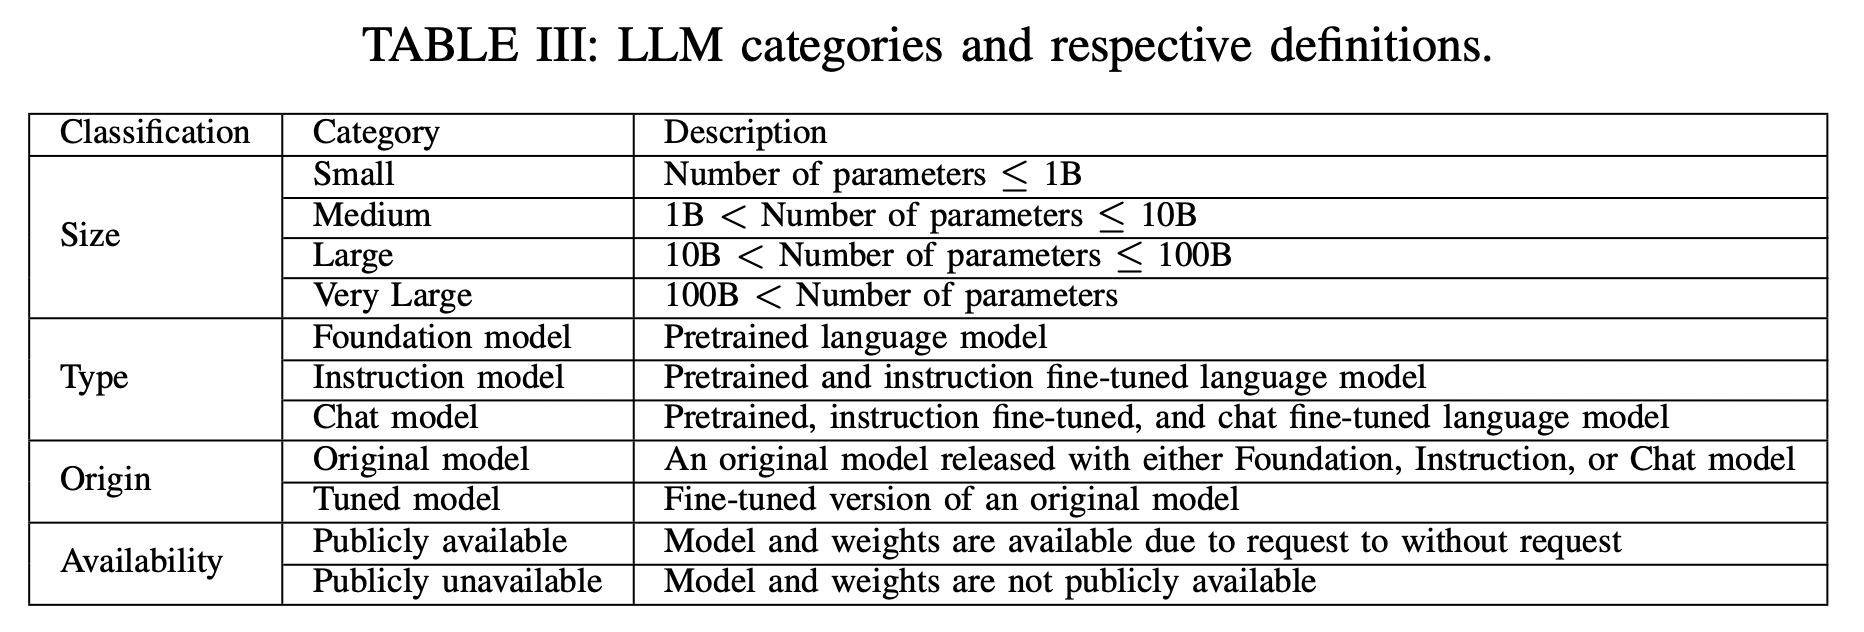 TABLE III: LLM categories and respective definitions.
Classification Category Description
Size
Small Number of parameters ≤ 1B
Medium 1B < Number of parameters ≤ 10B
Large 10B < Number of parameters ≤ 100B
Very Large 100B < Number of parameters
Type
Foundation model Pretrained language model
Instruction model Pretrained and instruction fine-tuned language model
Chat model Pretrained, instruction fine-tuned, and chat fine-tuned language model
Origin
Original model An original model released with either Foundation, Instruction, or Chat model
Tuned model Fine-tuned version of an original model
Availability
Publicly available Model and weights are available due to request to without request
Publicly unavailable Model and weights are not publicly available